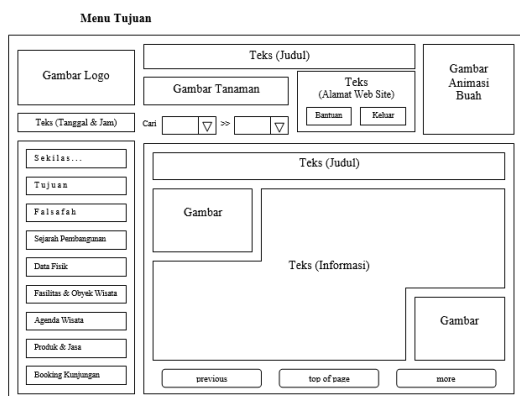 Menu Tujuan
Gambar Logo
Teks (Judul)
Gambar
Animasi
Buah
Gambar Tanaman
Teks
(Alamat Web Site)
Bantuan
Keluar
Teks (Tanggal & Jam)
Cari
>>
Sekilas...
Tujuan
Falsafah
Sejarah Pembangunan
Data Fisik
Fasilitas & Obyek Wisata
Agenda Wisata
Produk & Jasa
Booking Kunjungan
Teks (Judul)
Gambar
Teks (Informasi)
Gambar
previous
top of page
more